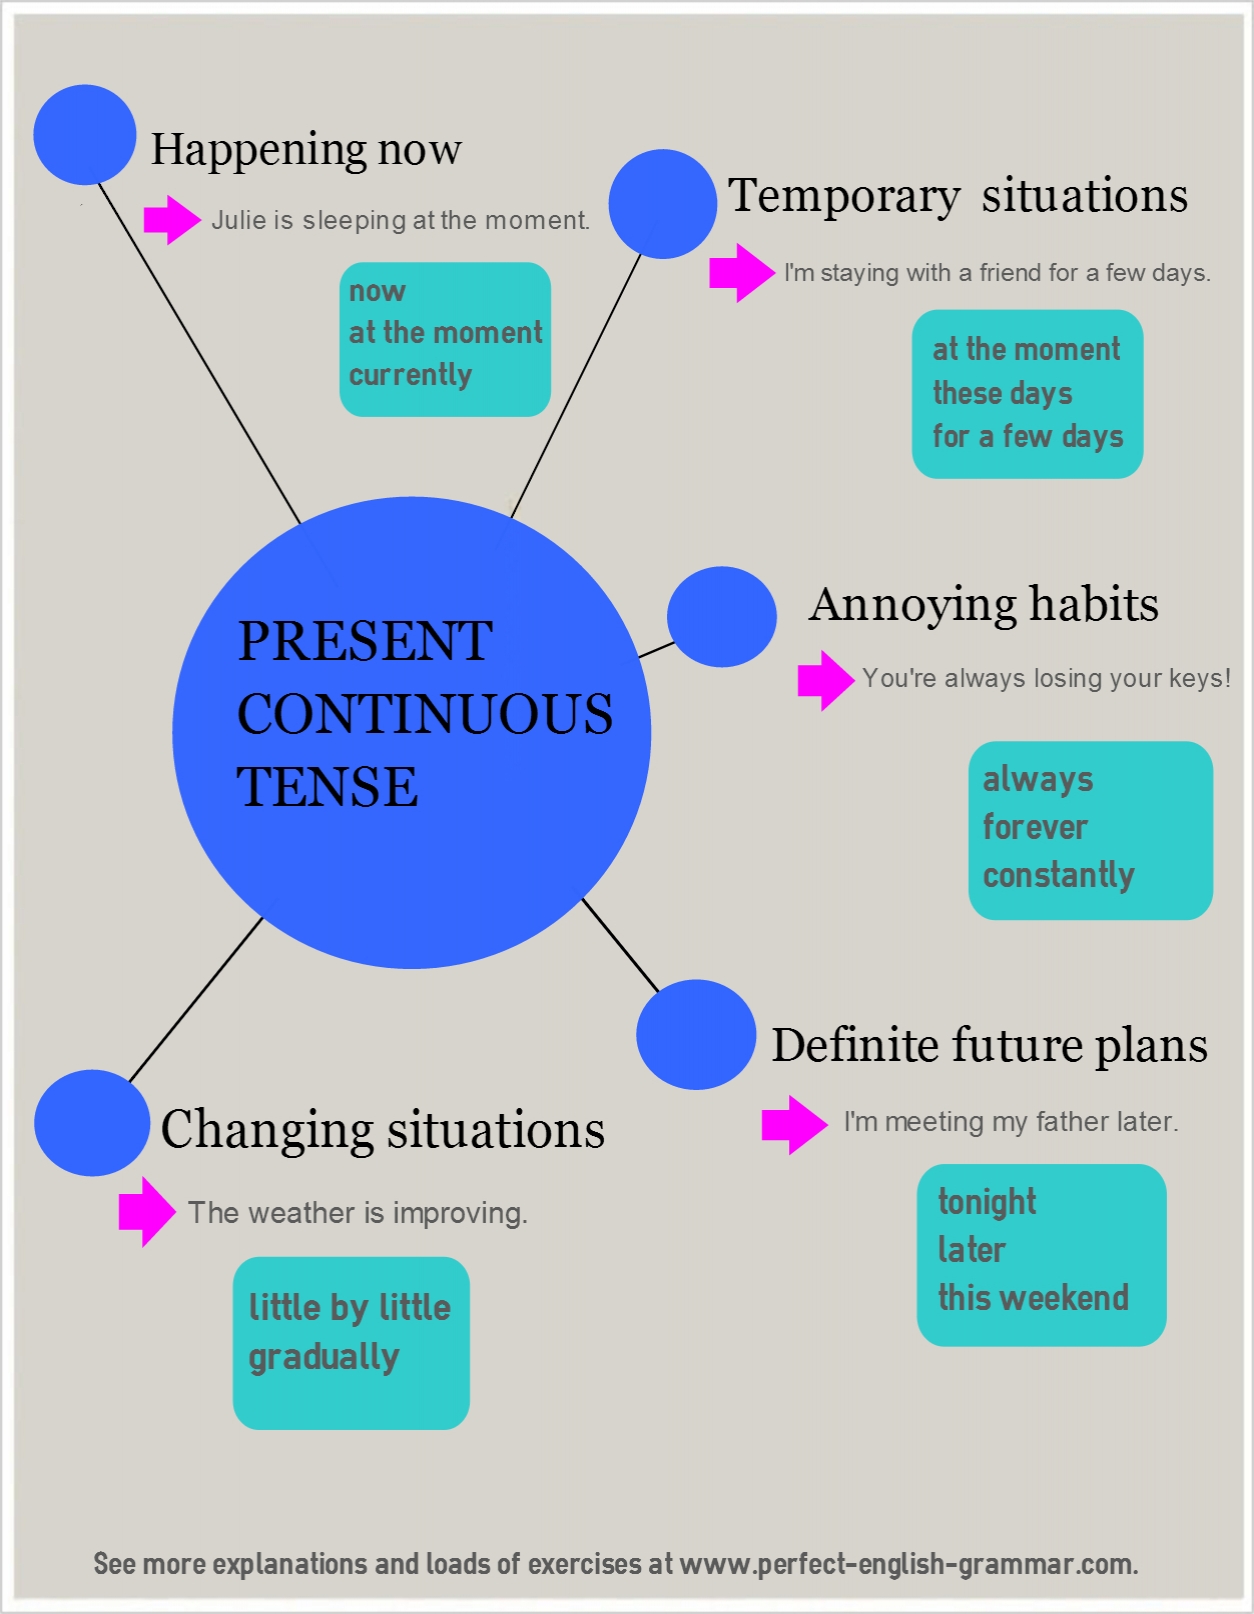 Happening now
Julie is sleeping at the moment.
now
at the moment
currently
Temporary situations
I'm staying with a friend for a few days.
at the moment
these days
for a few days
PRESENT
CONTINUOUS
TENSE
Annoying habits
You're always losing your keys!
always
forever
constantly
Definite future plans
I'm meeting my father later.
tonight
later
this weekend
Changing situations
The weather is improving.
little by little
gradually
See more explanations and loads of exercises at www.perfect-english-grammar.com.